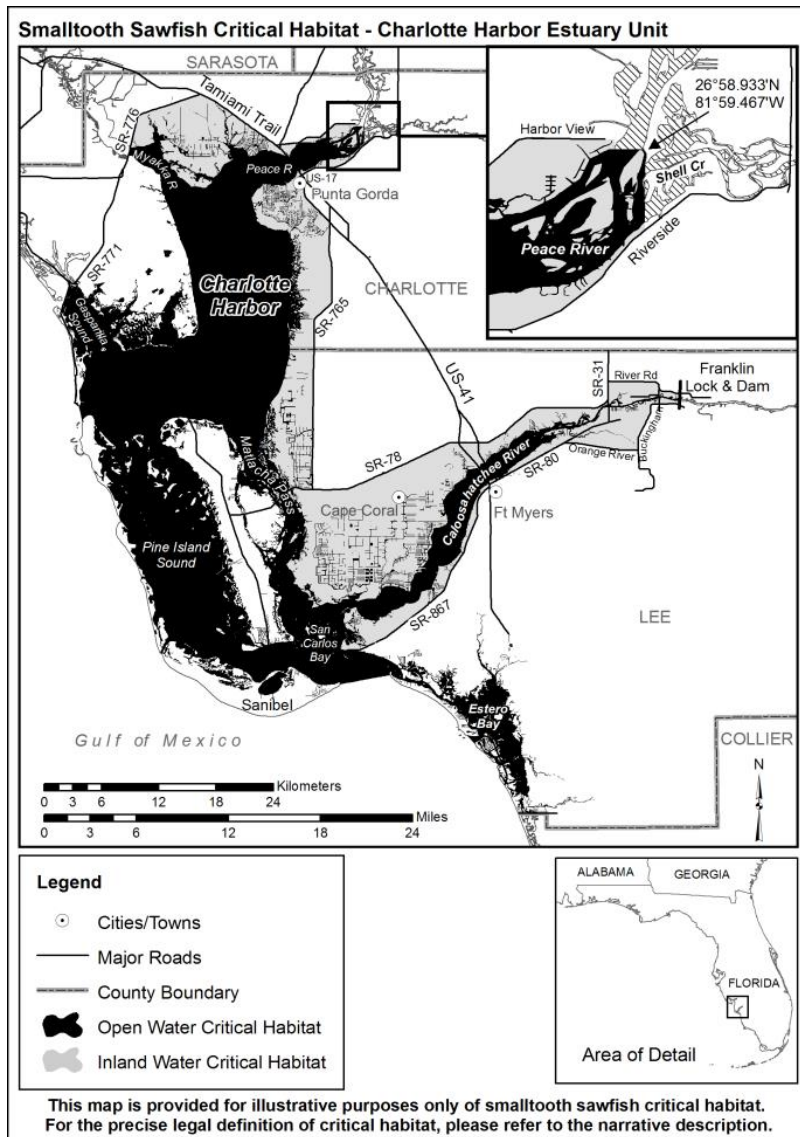 Smalltooth Sawfish Critical Habitat - Charlotte Harbor Estuary Unit
SARASOTA
Tamiami Trail
SR-776
Myakka R
Peace R
US-17
Punta Gorda
26°58.933'N
81°59.467'W
Harbor View
Shell Cr
Peace River
Riverside
SR-771
Gasparilla
Sound
Charlotte
Harbor
CHARLOTTE
SR-765
US-41
SR-31
River Rd
Franklin
Lock & Dam
Buckingham
Orange River
SR-80
SR-78
Matlacha Pass
Caloosahatchee River
Cape Coral
Ft Myers
Pine Island
Sound
SR-867
San
Carlos
Bay
LEE
Sanibel
Estero
Bay
Gulf of Mexico
COLLIER
N
Kilometers
0 3 6 12 18 24
Miles
0 3 6 12 18 24
Legend
Cities/Towns
Major Roads
County Boundary
Open Water Critical Habitat
Inland Water Critical Habitat
ALABAMA
GEORGIA
FLORIDA
Area of Detail
This map is provided for illustrative purposes only of smalltooth sawfish critical habitat.
For the precise legal definition of critical habitat, please refer to the narrative description.